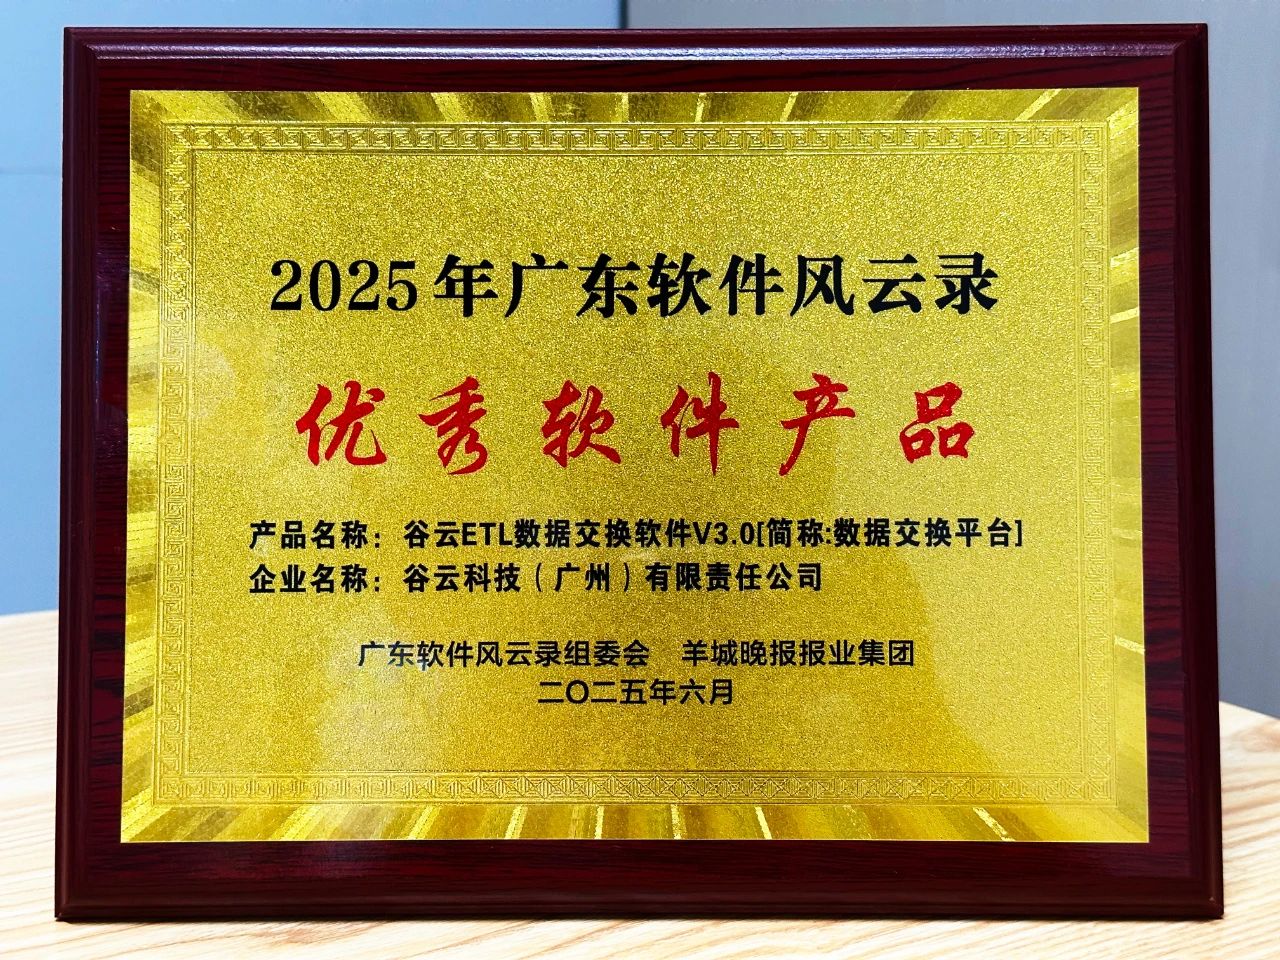 2025年广东软件风云录
优秀软件产品
产品名称：谷云ETL数据交换软件V3.0[简称:数据交换平台]
企业名称：谷云科技（广州）有限责任公司
广东软件风云录组委会 羊城晚报报业集团
二〇二五年六月